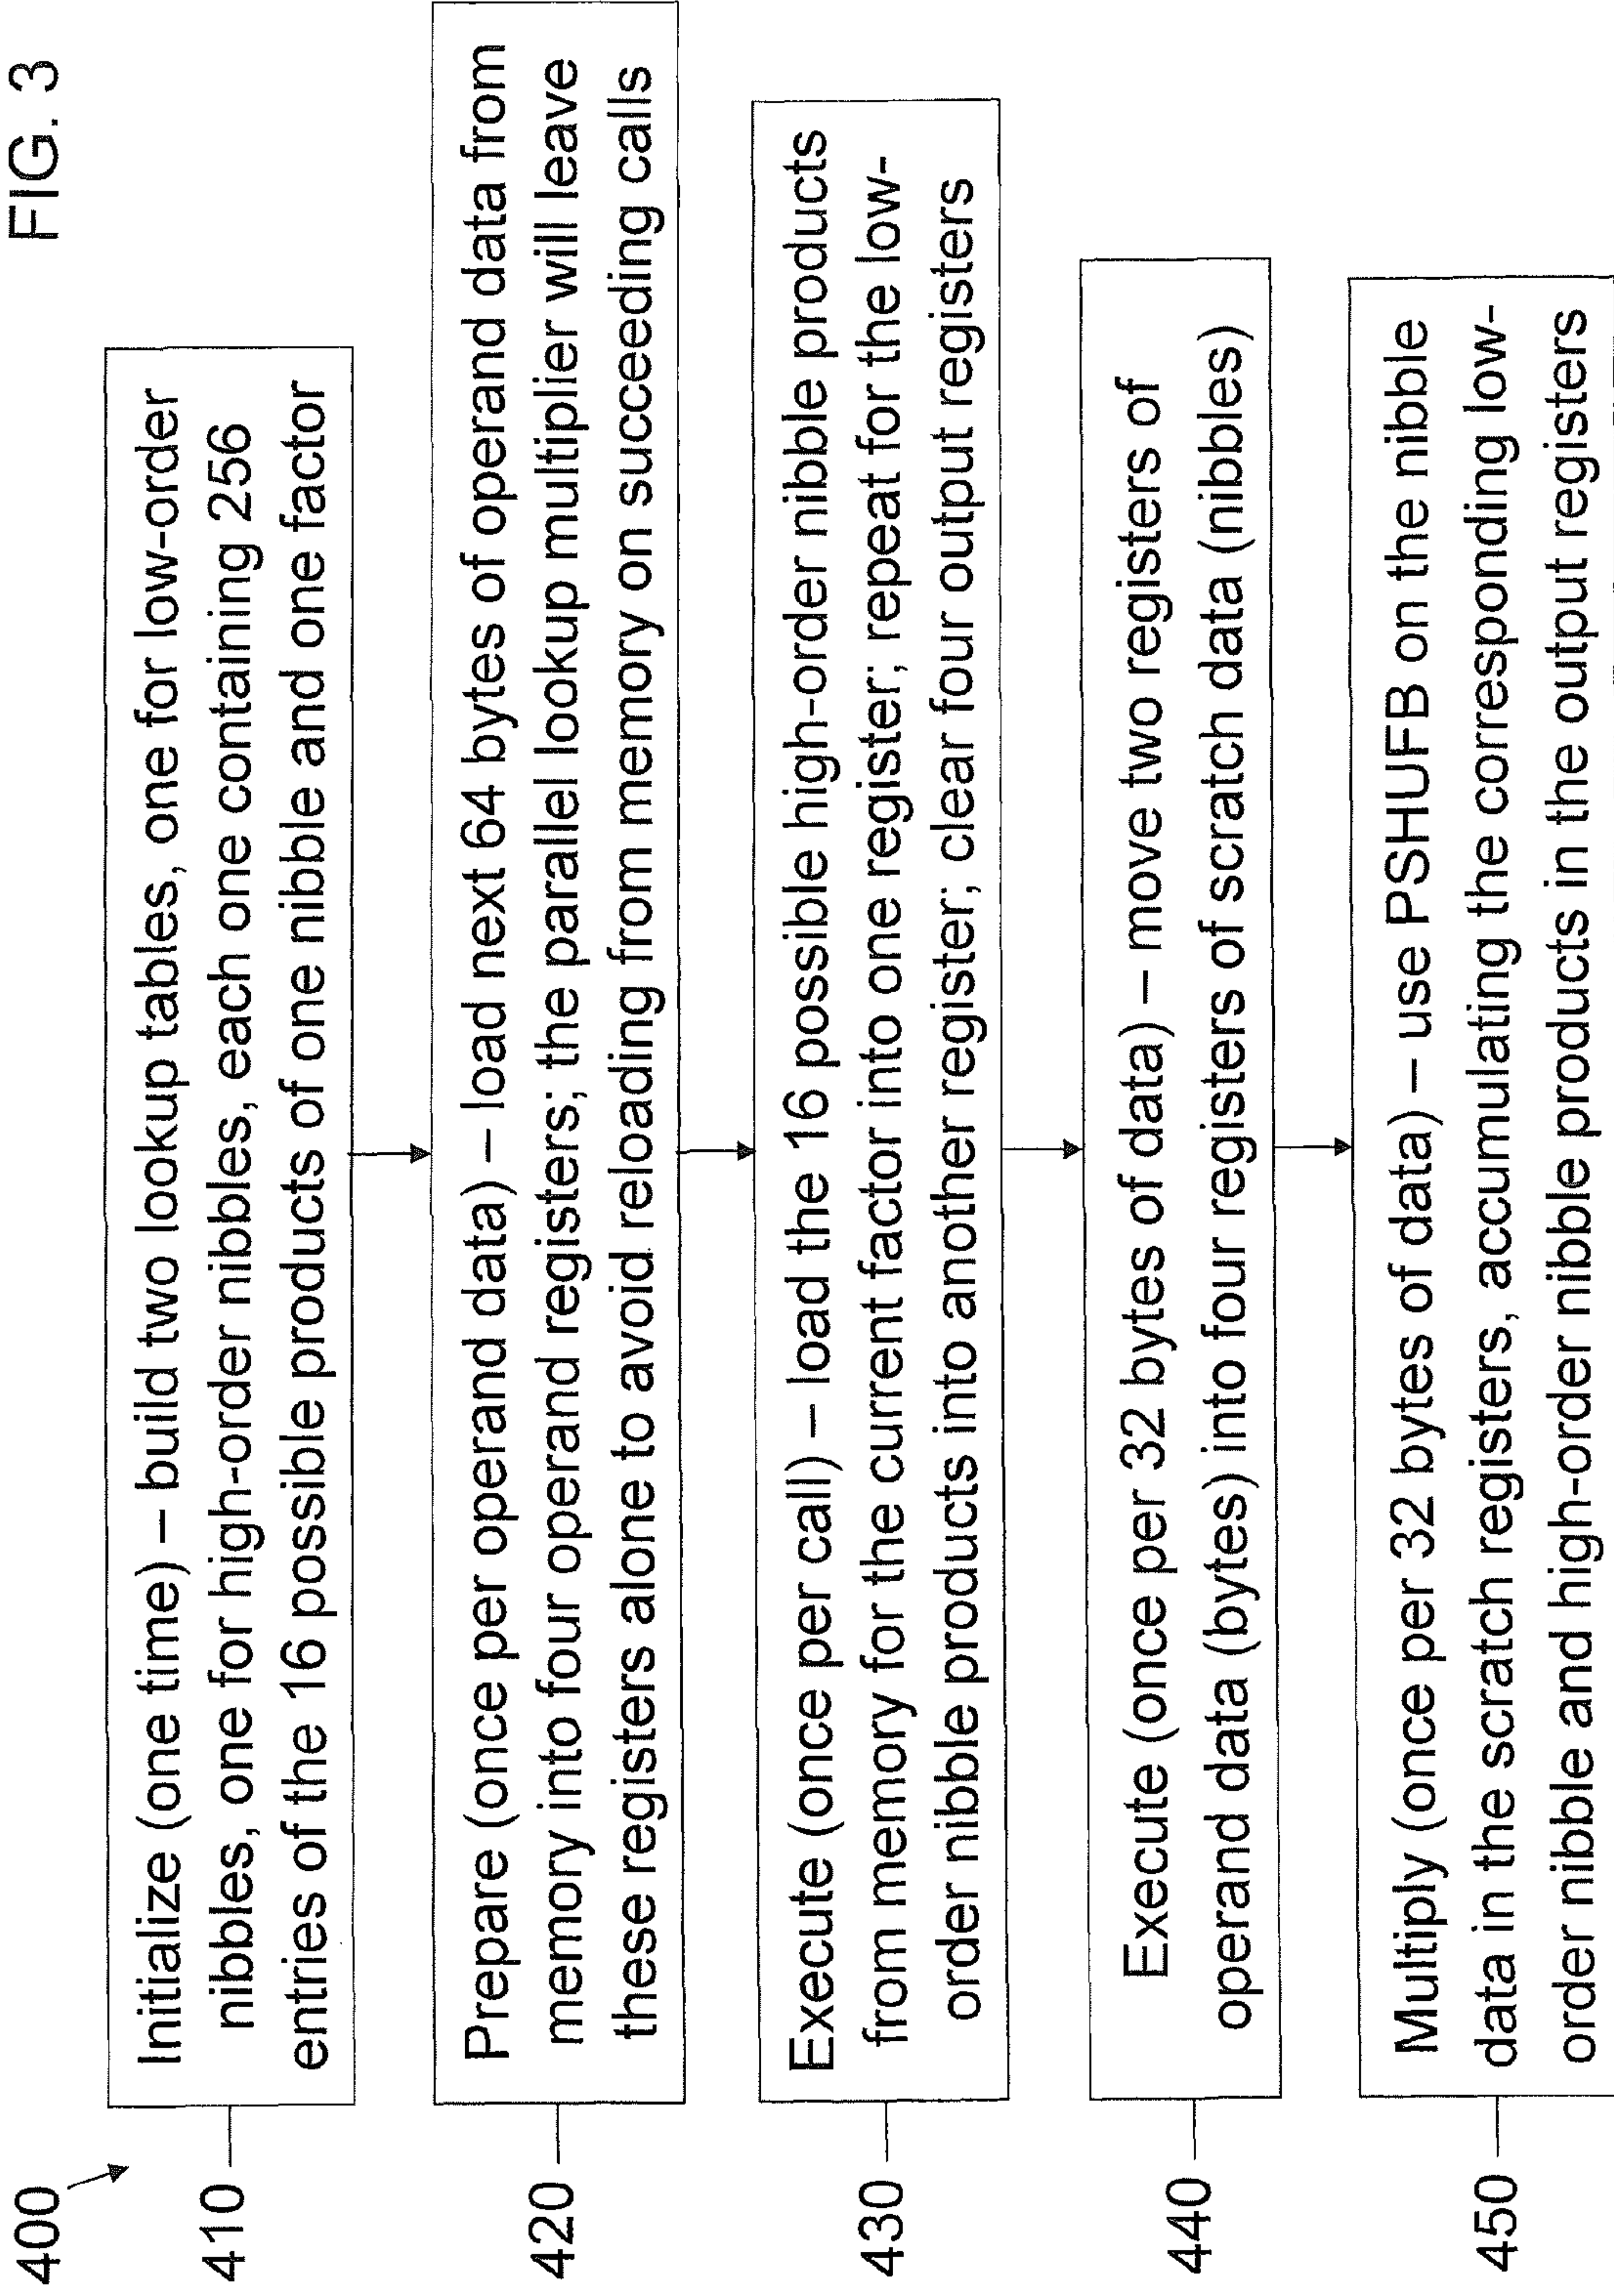 FIG. 3
400
410
Initialize (one time) – build two lookup tables, one for low-order
nibbles, one for high-order nibbles, each one containing 256
entries of the 16 possible products of one nibble and one factor
420
Prepare (once per operand data) – load next 64 bytes of operand data from
memory into four operand registers; the parallel lookup multiplier will leave
these registers alone to avoid reloading from memory on succeeding calls
430
Execute (once per call) – load the 16 possible high-order nibble products
from memory for the current factor into one register; repeat for the low-
order nibble products into another register; clear four output registers
440
Execute (once per 32 bytes of data) – move two registers of
operand data (bytes) into four registers of scratch data (nibbles)
450
Multiply (once per 32 bytes of data) – use PSHUFB on the nibble
data in the scratch registers, accumulating the corresponding low-
order nibble and high-order nibble products in the output registers